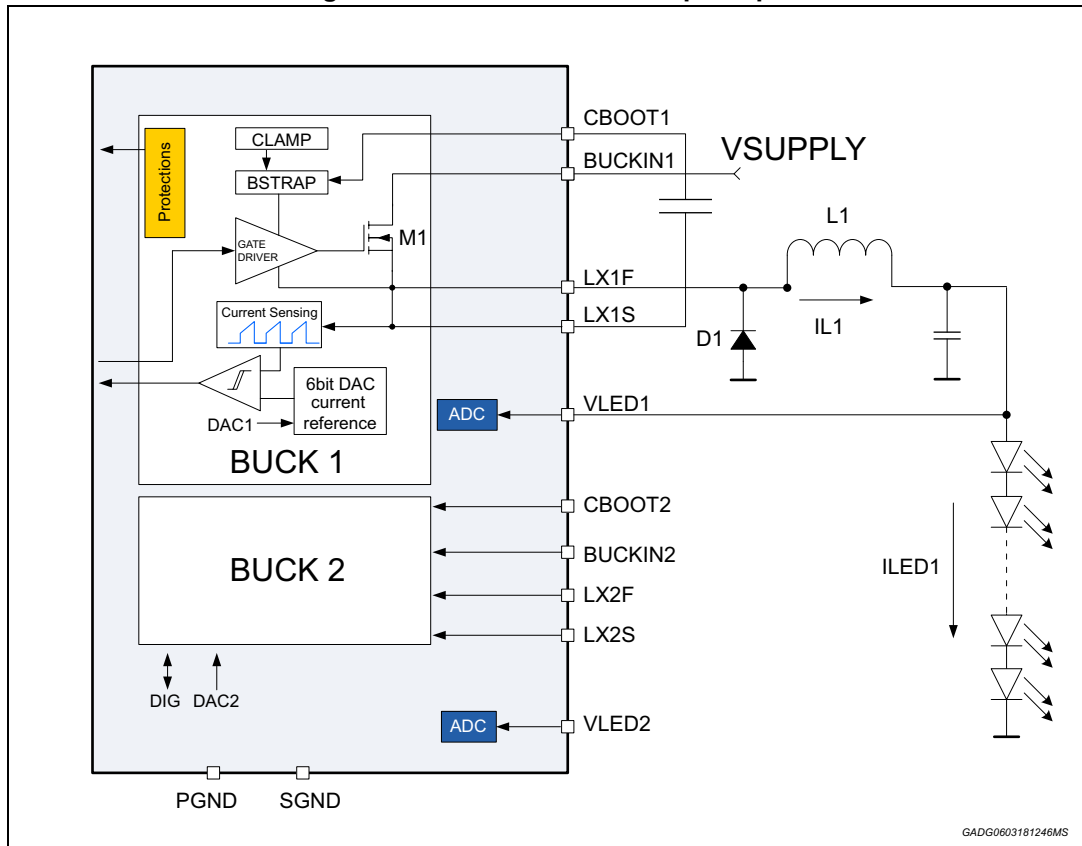 CBOOT1
BUCKIN1
VSUPPLY
Protections
CLAMP
BSTRAP
GATE
DRIVER
M1
L1
LX1F
IL1
Current Sensing
LX1S
D1
6bit DAC
current
reference
DAC1
ADC
VLED1
BUCK 1
CBOOT2
BUCK 2
BUCKIN2
ILED1
LX2F
LX2S
DIG DAC2
ADC
VLED2
PGND SGND
GADG0603181246MS